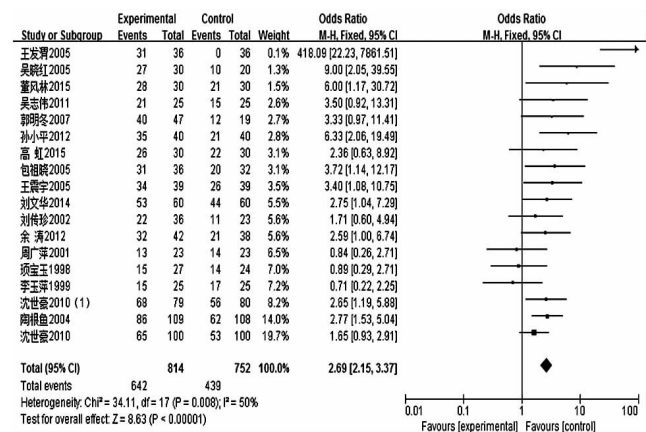 Experimental Control Odds Ratio Odds Ratio
Study or Subgroup Events Total Events Total Weight M-H, Fixed, 95% CI M-H, Fixed, 95% CI
王发渭2005 31 36 0 36 0.1% 418.09 [22.23, 7861.51]
吴晓红2005 27 30 10 20 2.0% 9.00 [2.05, 39.55]
董风林2015 28 30 21 30 2.1% 6.00 [1.17, 30.72]
吴志伟2011 21 25 15 25 3.5% 3.50 [0.92, 13.31]
郭明冬2007 40 47 12 19 3.6% 3.33 [0.97, 11.41]
孙小平2012 35 40 21 40 3.8% 6.33 [2.06, 19.49]
高 虹2015 26 30 22 30 4.2% 2.36 [0.63, 8.92]
包祖晓2005 31 36 20 32 4.3% 3.72 [1.14, 12.17]
王震宇2005 34 39 26 39 4.9% 3.40 [1.08, 10.75]
刘文华2014 53 60 44 60 7.5% 2.75 [1.04, 7.29]
刘传珍2002 22 36 11 23 7.6% 1.71 [0.60, 4.94]
余 涛2012 32 42 21 38 7.6% 2.59 [1.00, 6.74]
周广萍2001 13 23 14 23 8.9% 0.84 [0.26, 2.71]
项宝玉1998 15 27 14 24 9.6% 0.89 [0.29, 2.71]
李玉萍1999 15 25 17 25 9.9% 0.71 [0.22, 2.25]
沈世豪2010 (1) 68 79 56 80 11.2% 2.65 [1.19, 5.88]
陶根鱼2004 86 109 62 108 19.1% 2.77 [1.53, 5.04]
沈世豪2010 65 100 53 100 27.0% 1.65 [0.93, 2.91]
Total (95% CI) 814 752 100.0% 2.69 [2.15, 3.37]
Total events 642 439
Heterogeneity: Chi² = 34.11, df = 17 (P = 0.008); I² = 50%
Test for overall effect: Z = 8.63 (P < 0.00001)
0.01 0.1 1 10 100
Favours [experimental] Favours [control]